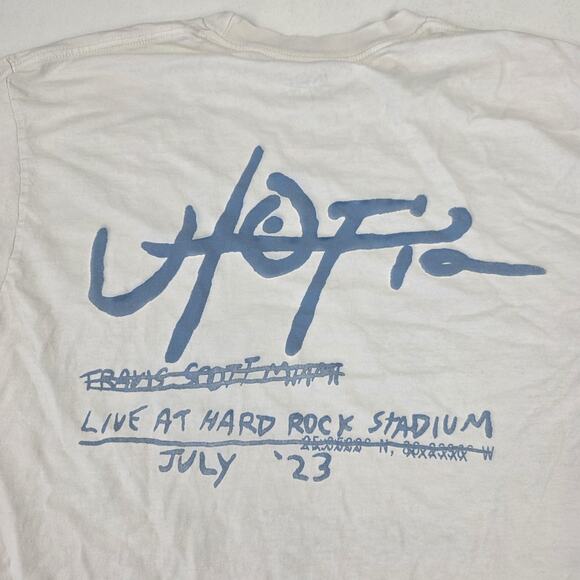 UTOPIA
TRAVIS SCOTT MIAMI
LIVE AT HARD ROCK STADIUM
N, W
JULY '23